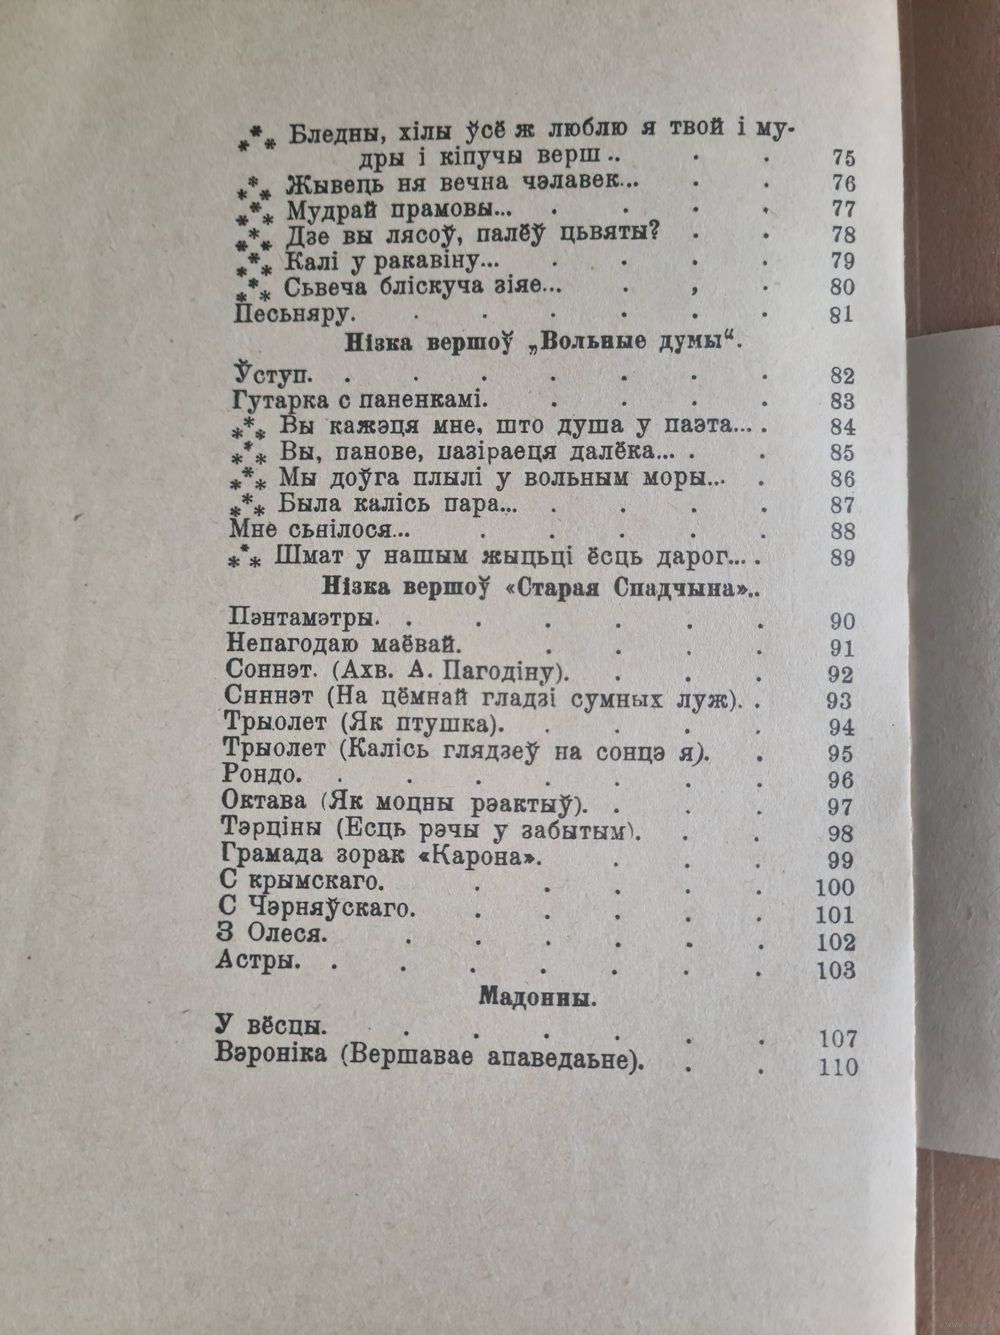 *** Бледны, хілы ўсё ж люблю я твой і му-
дры і кіпучы верш .. . . 75
*** Жывець ня вечна чэлавек... . . 76
*** Мудрай прамовы... . . . . 77
*** Дзе вы лясоў, палёў цьвяты? . . 78
*** Калі у ракавіну... . . . . 79
*** Сьвеча бліскуча зіяе... . , . 80
Песьняру. . . . . . . 81
Нізка вершоў „Вольные думы“.
Ўступ. . . . . . . . 82
Гутарка с паненкамі. . . . . 83
*** Вы кажэця мне, што душа у паэта... . 84
*** Вы, панове, пазіраеця далёка... . . 85
*** Мы доўга плылі у вольным моры... . 86
*** Была калісь пара... . . . . 87
Мне сьнілося... . . . . . 88
*** Шмат у нашым жыцьці ёсць дарог... . 89
Нізка вершоў «Старая Спадчына»..
Пэнтамэтры. . . . . . . 90
Непагодаю маёвай. . . . . 91
Соннэт. (Ахв. А. Пагодіну). . . . 92
Снннэт (На цёмнай гладзі сумных луж). . 93
Трыолет (Як птушка). . . . . 94
Трыолет (Калісь глядзеў на сонцэ я). . 95
Рондо. . . . . . . . 96
Октава (Як моцны рэактыў). . . . 97
Тэрціны (Есць рэчы у забытым). . . 98
Грамада зорак «Карона». . . . 99
С крымскаго. . . . . . 100
С Чэрняўскаго. . . . . . 101
З Олеся. . . . . . . 102
Астры. . . . . . . . 103
Мадонны.
У вёсцы. . . . . . . 107
Вэроніка (Вершавае апаведаьне). . . 110